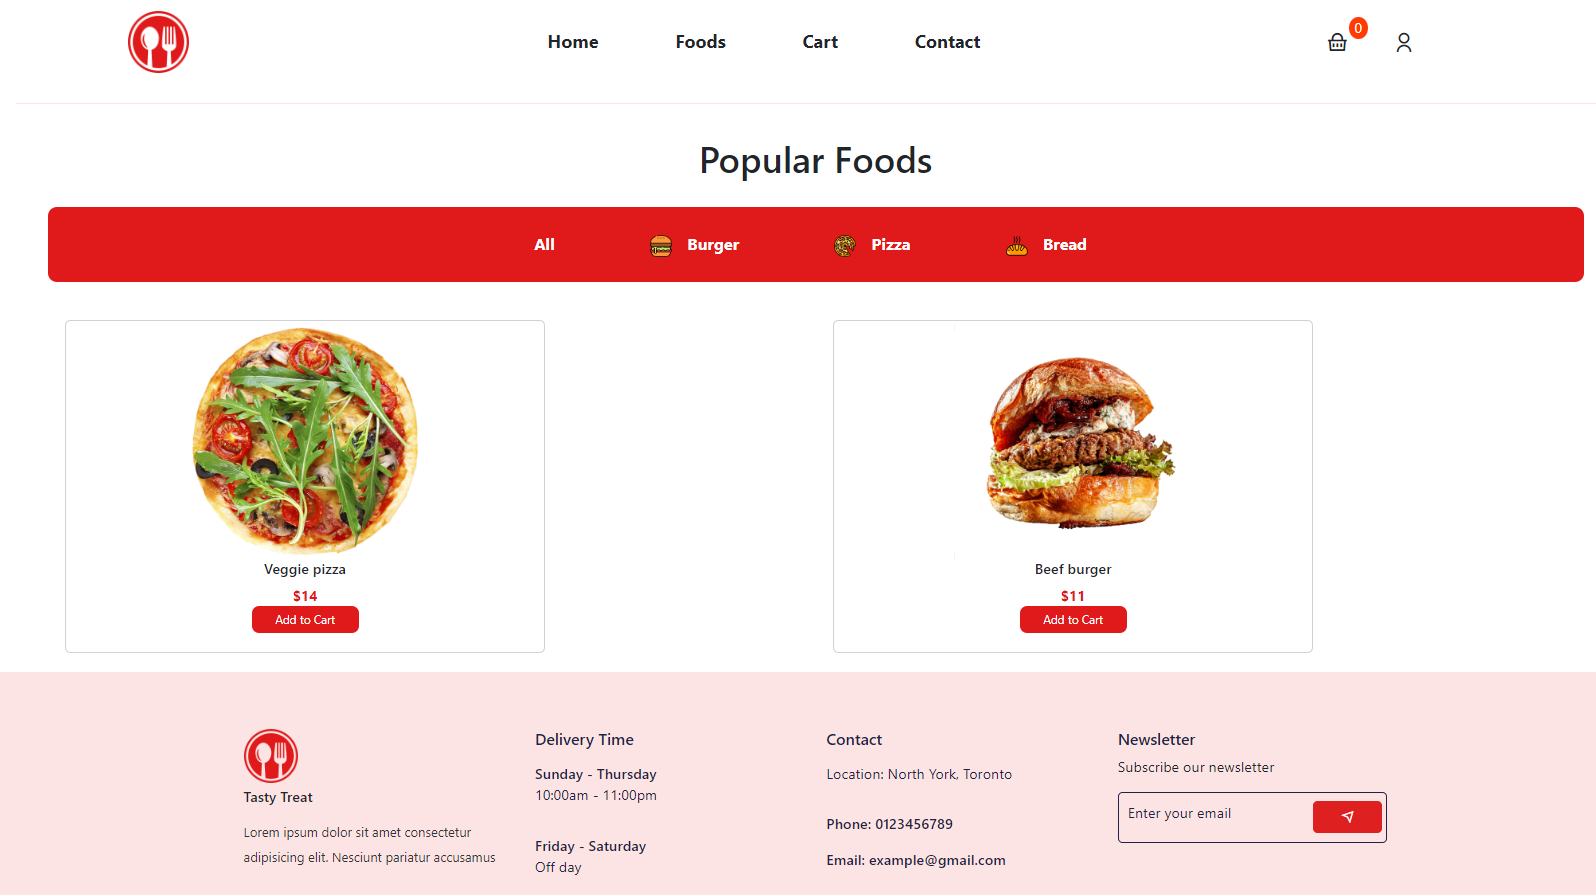 Home Foods Cart Contact 0
Popular Foods
All Burger Pizza Bread
Veggie pizza
$14
Add to Cart
Beef burger
$11
Add to Cart
Tasty Treat
Lorem ipsum dolor sit amet consectetur
adipisicing elit. Nesciunt pariatur accusamus
Delivery Time
Sunday - Thursday
10:00am - 11:00pm
Friday - Saturday
Off day
Contact
Location: North York, Toronto
Phone: 0123456789
Email: example@gmail.com
Newsletter
Subscribe our newsletter
Enter your email